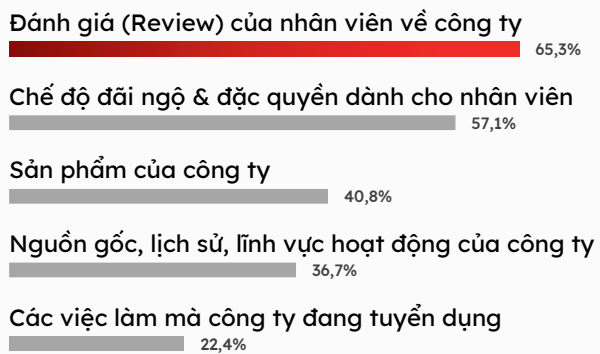 Đánh giá (Review) của nhân viên về công ty
65,3%
Chế độ đãi ngộ & đặc quyền dành cho nhân viên
57,1%
Sản phẩm của công ty
40,8%
Nguồn gốc, lịch sử, lĩnh vực hoạt động của công ty
36,7%
Các việc làm mà công ty đang tuyển dụng
22,4%